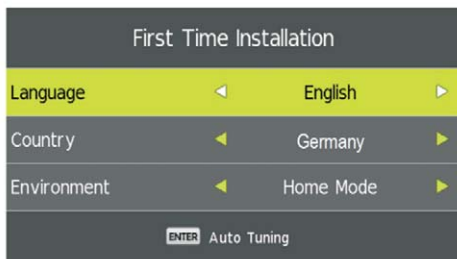 First Time Installation
Language English
Country Germany
Environment Home Mode
ENTER Auto Tuning